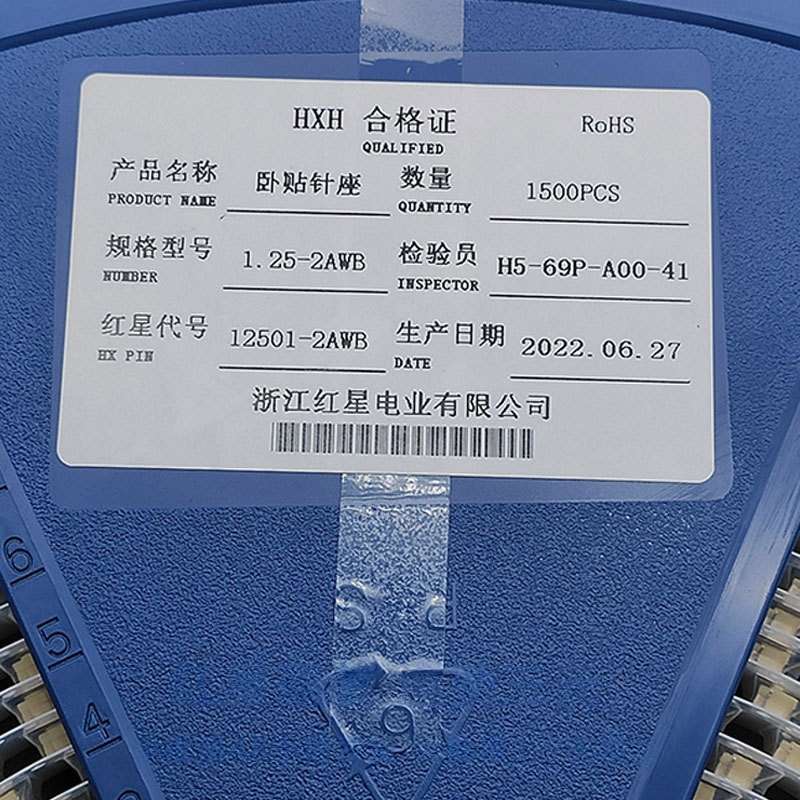 HXH 合格证 RoHS
QUALIFIED
产品名称 卧贴针座 数量 1500PCS
PRODUCT NAME QUANTITY
规格型号 1.25-2AWB 检验员 H5-69P-A00-41
NUMBER INSPECTOR
红星代号 12501-2AWB 生产日期 2022.06.27
HX PIN DATE
浙江红星电业有限公司
6
5
4
PS
6